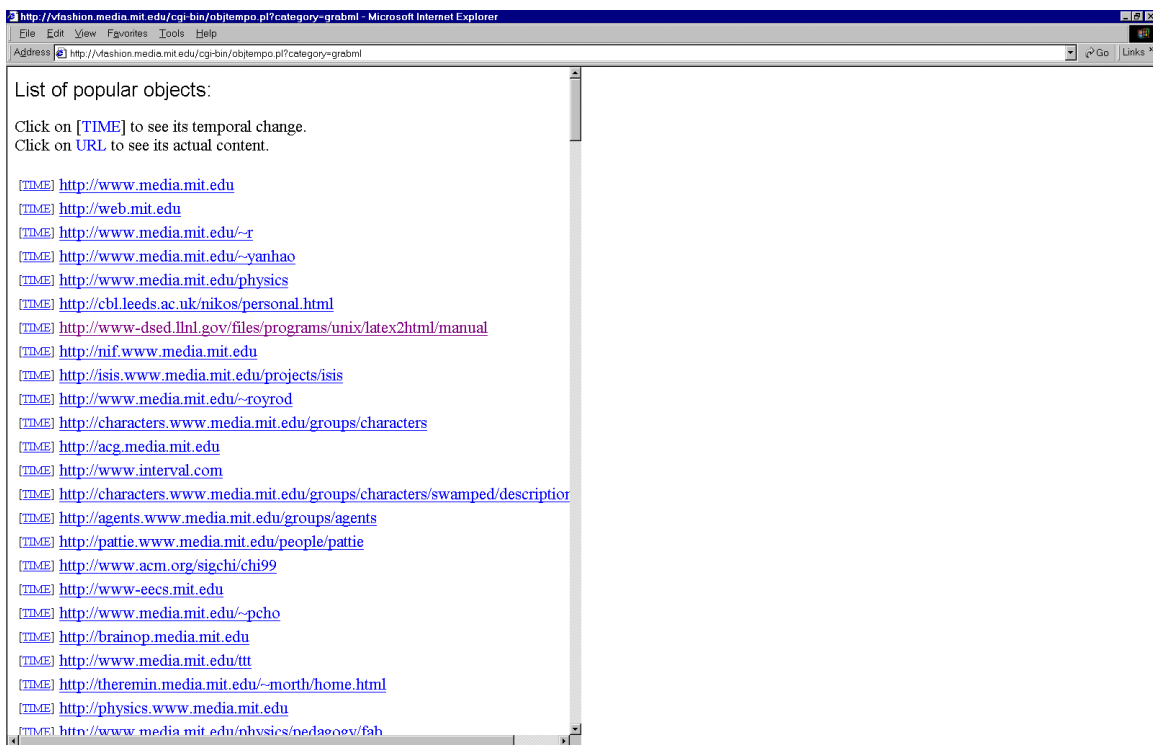 http://vfashion.media.mit.edu/cgi-bin/objtempo.pl?category=grabml - Microsoft Internet Explorer
File Edit View Favorites Tools Help
Address http://vfashion.media.mit.edu/cgi-bin/objtempo.pl?category=grabml Go Links
List of popular objects:
Click on [TIME] to see its temporal change.
Click on URL to see its actual content.
[TIME] http://www.media.mit.edu
[TIME] http://web.mit.edu
[TIME] http://www.media.mit.edu/~r
[TIME] http://www.media.mit.edu/~yanhao
[TIME] http://www.media.mit.edu/physics
[TIME] http://cbl.leeds.ac.uk/nikos/personal.html
[TIME] http://www-dsed.llnl.gov/files/programs/unix/latex2html/manual
[TIME] http://nif.www.media.mit.edu
[TIME] http://isis.www.media.mit.edu/projects/isis
[TIME] http://www.media.mit.edu/~royrod
[TIME] http://characters.www.media.mit.edu/groups/characters
[TIME] http://acg.media.mit.edu
[TIME] http://www.interval.com
[TIME] http://characters.www.media.mit.edu/groups/characters/swamped/description
[TIME] http://agents.www.media.mit.edu/groups/agents
[TIME] http://pattie.www.media.mit.edu/people/pattie
[TIME] http://www.acm.org/sigchi/chi99
[TIME] http://www-eecs.mit.edu
[TIME] http://www.media.mit.edu/~pcho
[TIME] http://brainop.media.mit.edu
[TIME] http://www.media.mit.edu/ttt
[TIME] http://theremin.media.mit.edu/~morth/home.html
[TIME] http://physics.www.media.mit.edu
[TIME] http://www.media.mit.edu/physics/pedagogy/fab